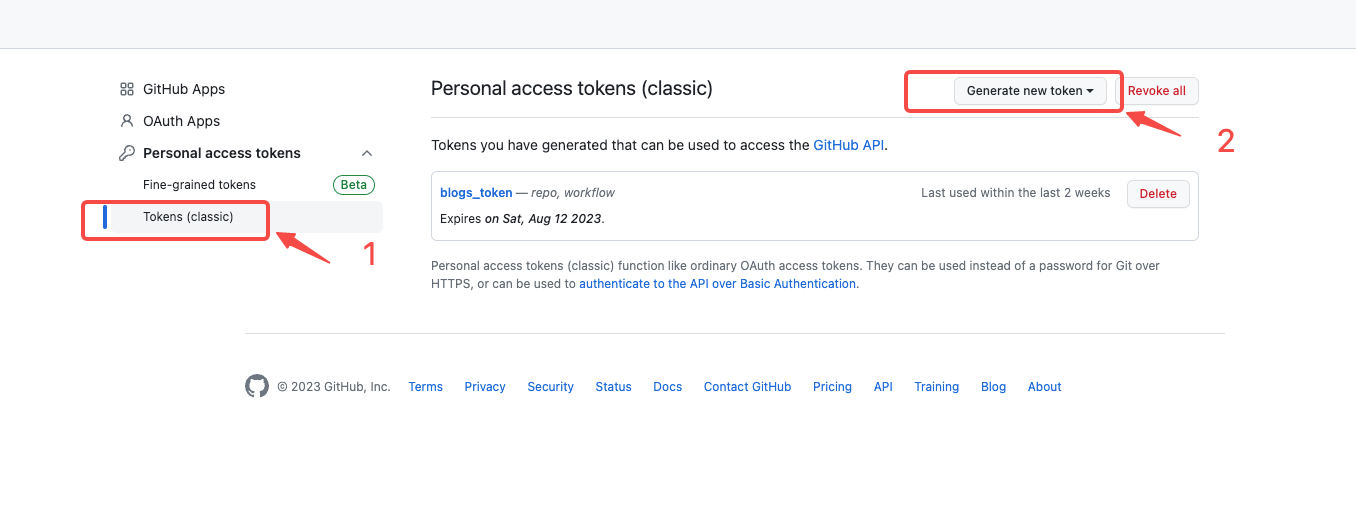 GitHub Apps
OAuth Apps
Personal access tokens
Fine-grained tokens Beta
Tokens (classic)
1
Personal access tokens (classic)
Generate new token
Revoke all
2
Tokens you have generated that can be used to access the GitHub API.
blogs_token — repo, workflow
Last used within the last 2 weeks
Delete
Expires on Sat, Aug 12 2023.
Personal access tokens (classic) function like ordinary OAuth access tokens. They can be used instead of a password for Git over
HTTPS, or can be used to authenticate to the API over Basic Authentication.
© 2023 GitHub, Inc. Terms Privacy Security Status Docs Contact GitHub Pricing API Training Blog About